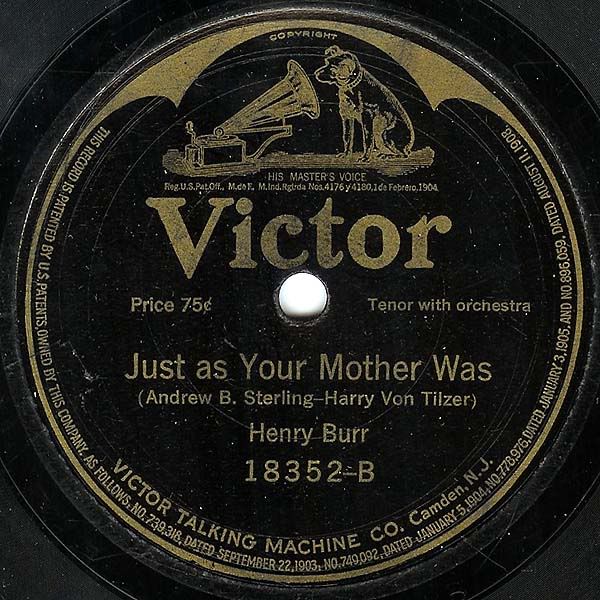 COPYRIGHT
HIS MASTER'S VOICE
Reg.U.S.Pat.Off., M.de F., M.Ind.Rgtrda Nos.4176 y 4180,1 de Febrero,1904
Victor
Price 75¢
Tenor with orchestra
Just as Your Mother Was
(Andrew B. Sterling–Harry Von Tilzer)
Henry Burr
18352-B
VICTOR TALKING MACHINE CO. Camden, N.J.
THIS RECORD IS PATENTED BY U.S. PATENTS, OWNED BY THIS COMPANY, AS FOLLOWS, NO. 739,318, DATED SEPTEMBER 22, 1903, NO. 749,092, DATED JANUARY 5, 1904, NO. 778,976, DATED JANUARY 3, 1905, AND NO. 896,059, DATED AUGUST 11, 1908